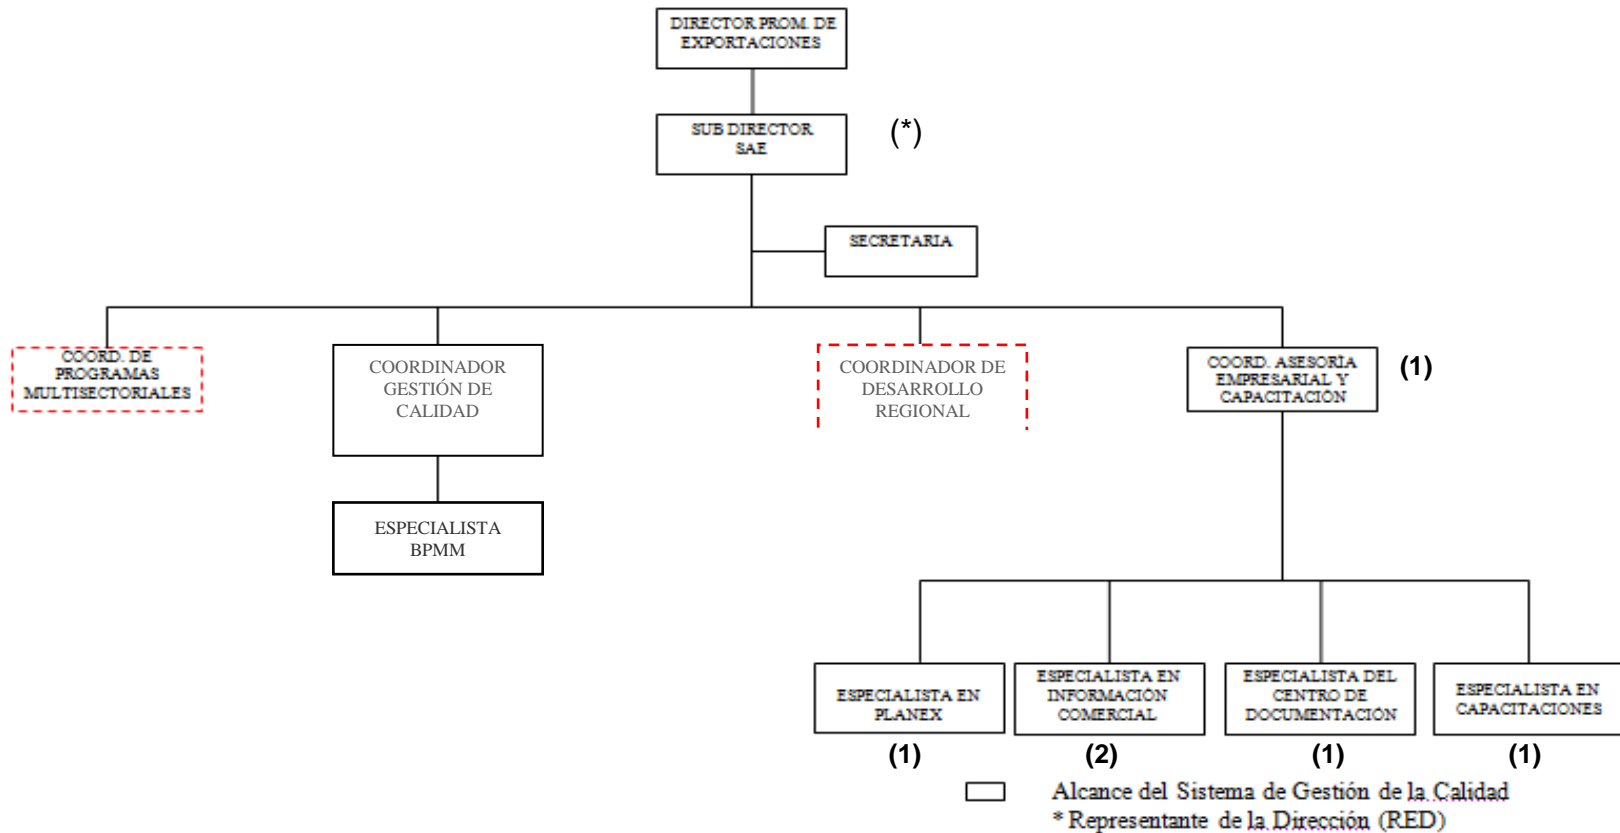 DIRECTOR PROM. DE
EXPORTACIONES
SUB DIRECTOR
SAE
(*)
SECRETARIA
COORD. DE
PROGRAMAS
MULTISECTORIALES
COORDINADOR
GESTIÓN DE
CALIDAD
COORDINADOR DE
DESARROLLO
REGIONAL
COORD. ASESORÍA
EMPRESARIAL Y
CAPACITACIÓN
(1)
ESPECIALISTA
BPMM
ESPECIALISTA EN
PLANEX
(1)
ESPECIALISTA EN
INFORMACIÓN
COMERCIAL
(2)
ESPECIALISTA DEL
CENTRO DE
DOCUMENTACIÓN
(1)
ESPECIALISTA EN
CAPACITACIONES
(1)
Alcance del Sistema de Gestión de la Calidad
* Representante de la Dirección (RED)